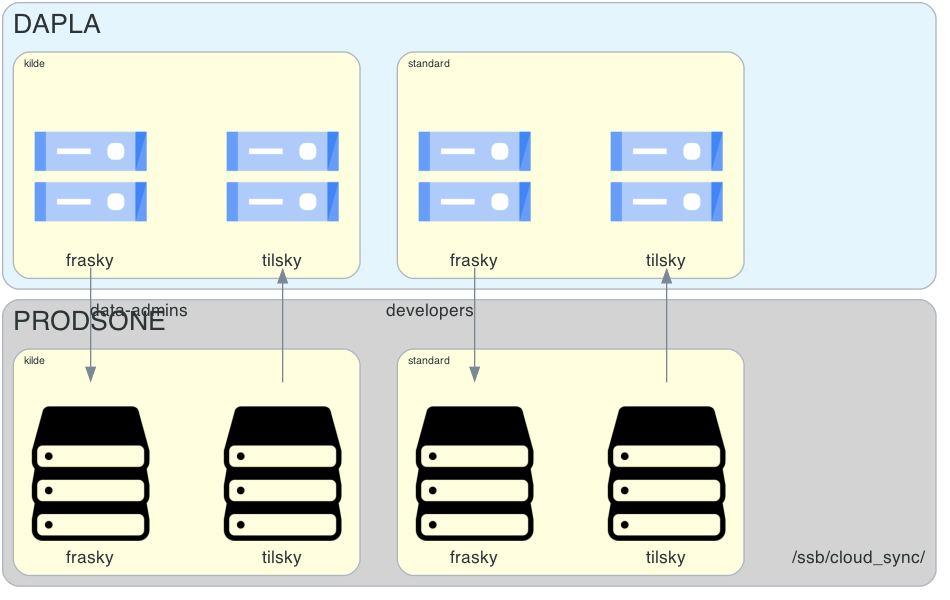 DAPLA
kilde
standard
frasky
tilsky
frasky
tilsky
data-admins
developers
PRODSONE
kilde
standard
frasky
tilsky
frasky
tilsky
/ssb/cloud_sync/